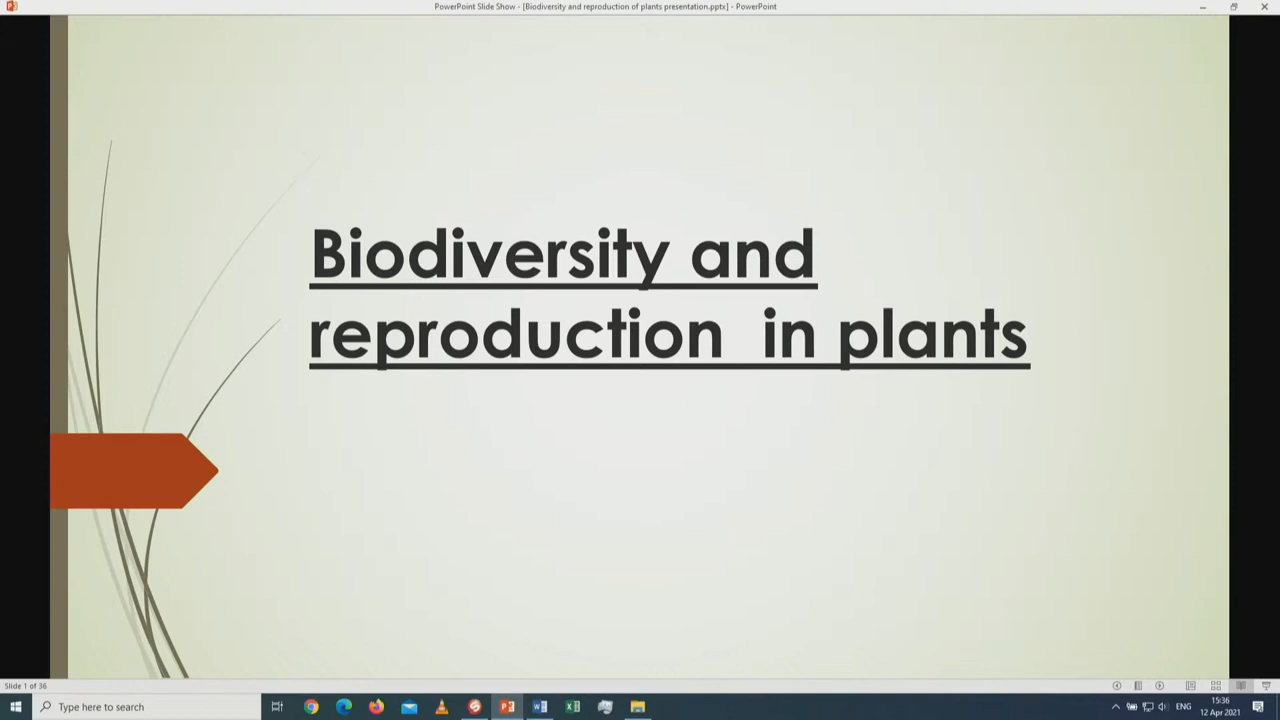 PowerPoint Slide Show - [Biodiversity and reproduction of plants presentation.pptx] - PowerPoint
Biodiversity and
reproduction in plants
Slide 1 of 36
Type here to search
ENG
15:36
12 Apr 2021